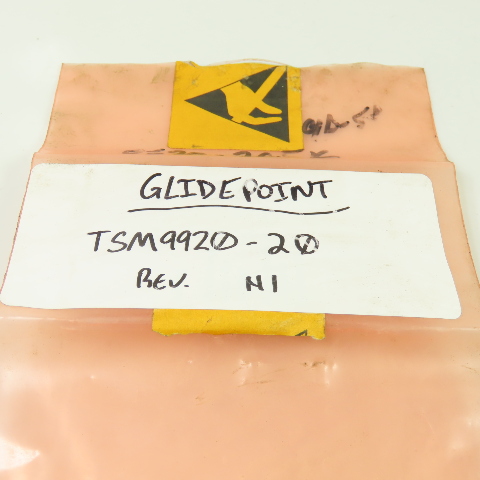 GLIDEPOINT
TSM9920-20
REV. N1